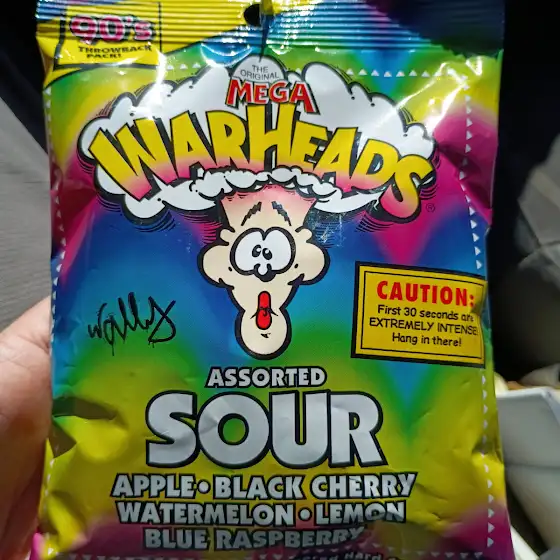 90's
THROWBACK
PACK!
THE
ORIGINAL
MEGA
WARHEADS®
Wally
CAUTION:
First 30 seconds are
EXTREMELY INTENSE!
Hang in there!
ASSORTED
SOUR
APPLE•BLACK CHERRY
WATERMELON•LEMON
BLUE RASPBERRY